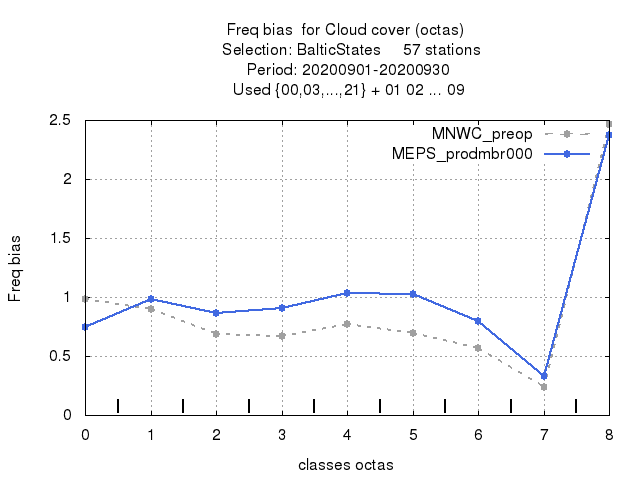 Freq bias  for Cloud cover (octas)
Selection: BalticStates     57 stations
Period: 20200901-20200930
Used {00,03,...,21} + 01 02 ... 09
MNWC_preop
MEPS_prodmbr000
2.5
2
1.5
1
0.5
0
Freq bias
0 1 2 3 4 5 6 7 8
classes octas